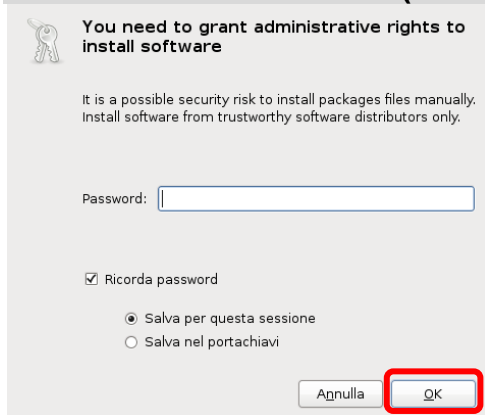 You need to grant administrative rights to
install software
It is a possible security risk to install packages files manually.
Install software from trustworthy software distributors only.
Password:
Ricorda password
Salva per questa sessione
Salva nel portachiavi
Annulla OK